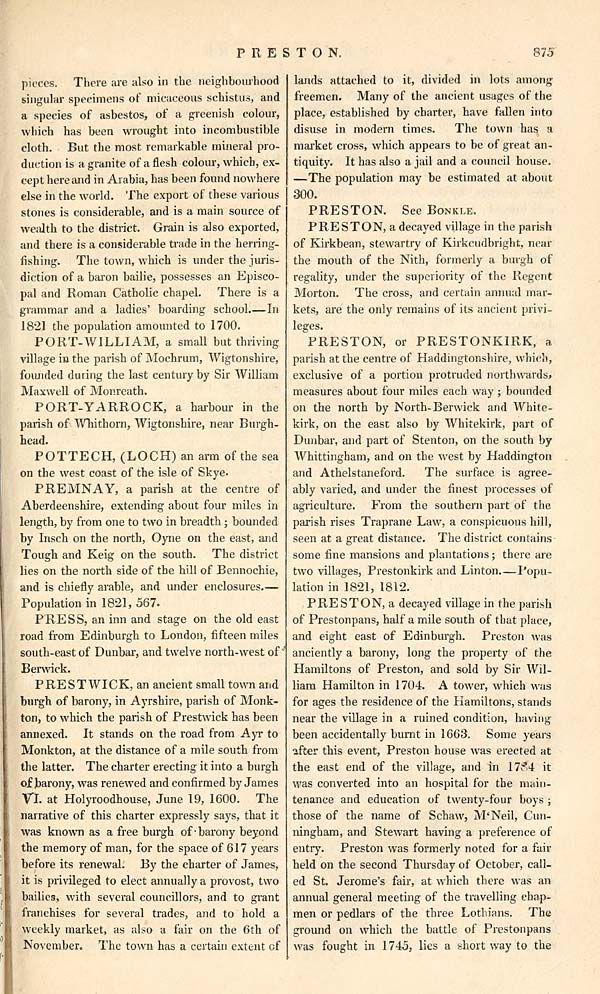 PRESTON. 875
pieces. There are also in the neighbourhood
singular specimens of micaceous schistus, and
a species of asbestos, of a greenish colour,
which has been wrought into incombustible
cloth. But the most remarkable mineral pro-
duction is a granite of a flesh colour, which, ex-
cept here and in Arabia, has been found nowhere
else in the world. The export of these various
stones is considerable, and is a main source of
wealth to the district. Grain is also exported,
and there is a considerable trade in the herring-
fishing. The town, which is under the juris-
diction of a baron bailie, possesses an Episco-
pal and Roman Catholic chapel. There is a
grammar and a ladies' boarding school.—In
1821 the population amounted to 1700.
PORT-WILLIAM, a small but thriving
village in the parish of Mochrum, Wigtonshire,
founded during the last century by Sir William
Maxwell of Monreath.
PORT-YARROCK, a harbour in the
parish of Whithorn, Wigtonshire, near Burgh-
head.
POTTECH, (LOCH) an arm of the sea
on the west coast of the isle of Skye.
PREMNAY, a parish at the centre of
Aberdeenshire, extending about four miles in
length, by from one to two in breadth; bounded
by Insch on the north, Oyne on the east, and
Tough and Keig on the south. The district
lies on the north side of the hill of Bennochie,
and is chiefly arable, and under enclosures.—
Population in 1821, 567.
PRESS, an inn and stage on the old east
road from Edinburgh to London, fifteen miles
south-east of Dunbar, and twelve north-west of
Berwick.
PRESTWICK, an ancient small town and
burgh of barony, in Ayrshire, parish of Monk-
ton, to which the parish of Prestwick has been
annexed. It stands on the road from Ayr to
Monkton, at the distance of a mile south from
the latter. The charter erecting it into a burgh
of barony, was renewed and confirmed by James
VI. at Holyroodhouse, June 19, 1600. The
narrative of this charter expressly says, that it
was known as a free burgh of barony beyond
the memory of man, for the space of 617 years
before its renewal. By the charter of James,
it is privileged to elect annually a provost, two
bailies, with several councillors, and to grant
franchises for several trades, and to hold a
weekly market, as also a fair on the 6th of
November. The town has a certain extent of
lands attached to it, divided in lots among
freemen. Many of the ancient usages of the
place, established by charter, have fallen into
disuse in modern times. The town has a
market cross, which appears to be of great an-
tiquity. It has also a jail and a council house.
—The population may be estimated at about
300.
PRESTON. See BONKLE.
PRESTON, a decayed village in the parish
of Kirkbean, stewartry of Kirkcudbright, near
the mouth of the Nith, formerly a burgh of
regality, under the superiority of the Regent
Morton. The cross, and certain annual mar-
kets, are the only remains of its ancient privi-
leges.
PRESTON, or PRESTONKIRK, a
parish at the centre of Haddingtonshire, which,
exclusive of a portion protruded northwards,
measures about four miles each way; bounded
on the north by North-Berwick and White-
kirk, on the east also by Whitekirk, part of
Dunbar, and part of Stenton, on the south by
Whittingham, and on the west by Haddington
and Athelstaneford. The surface is agree-
ably varied, and under the finest processes of
agriculture. From the southern part of the
parish rises Traprane Law, a conspicuous hill,
seen at a great distance. The district contains
some fine mansions and plantations; there are
two villages, Prestonkirk and Linton.—Popu-
lation in 1821, 1812.
PRESTON, a decayed village in the parish
of Prestonpans, half a mile south of that place,
and eight east of Edinburgh. Preston was
anciently a barony, long the property of the
Hamiltons of Preston, and sold by Sir Wil-
liam Hamilton in 1704. A tower, which was
for ages the residence of the Hamiltons, stands
near the village in a ruined condition, having
been accidentally burnt in 1663. Some years
after this event, Preston house was erected at
the east end of the village, and in 1784 it
was converted into an hospital for the main-
tenance and education of twenty-four boys;
those of the name of Schaw, M'Neil, Cun-
ningham, and Stewart having a preference of
entry. Preston was formerly noted for a fair
held on the second Thursday of October, call-
ed St. Jerome's fair, at which there was an
annual general meeting of the travelling chap-
men or pedlars of the three Lothians. The
ground on which the battle of Prestonpans
was fought in 1745, lies a short way to the